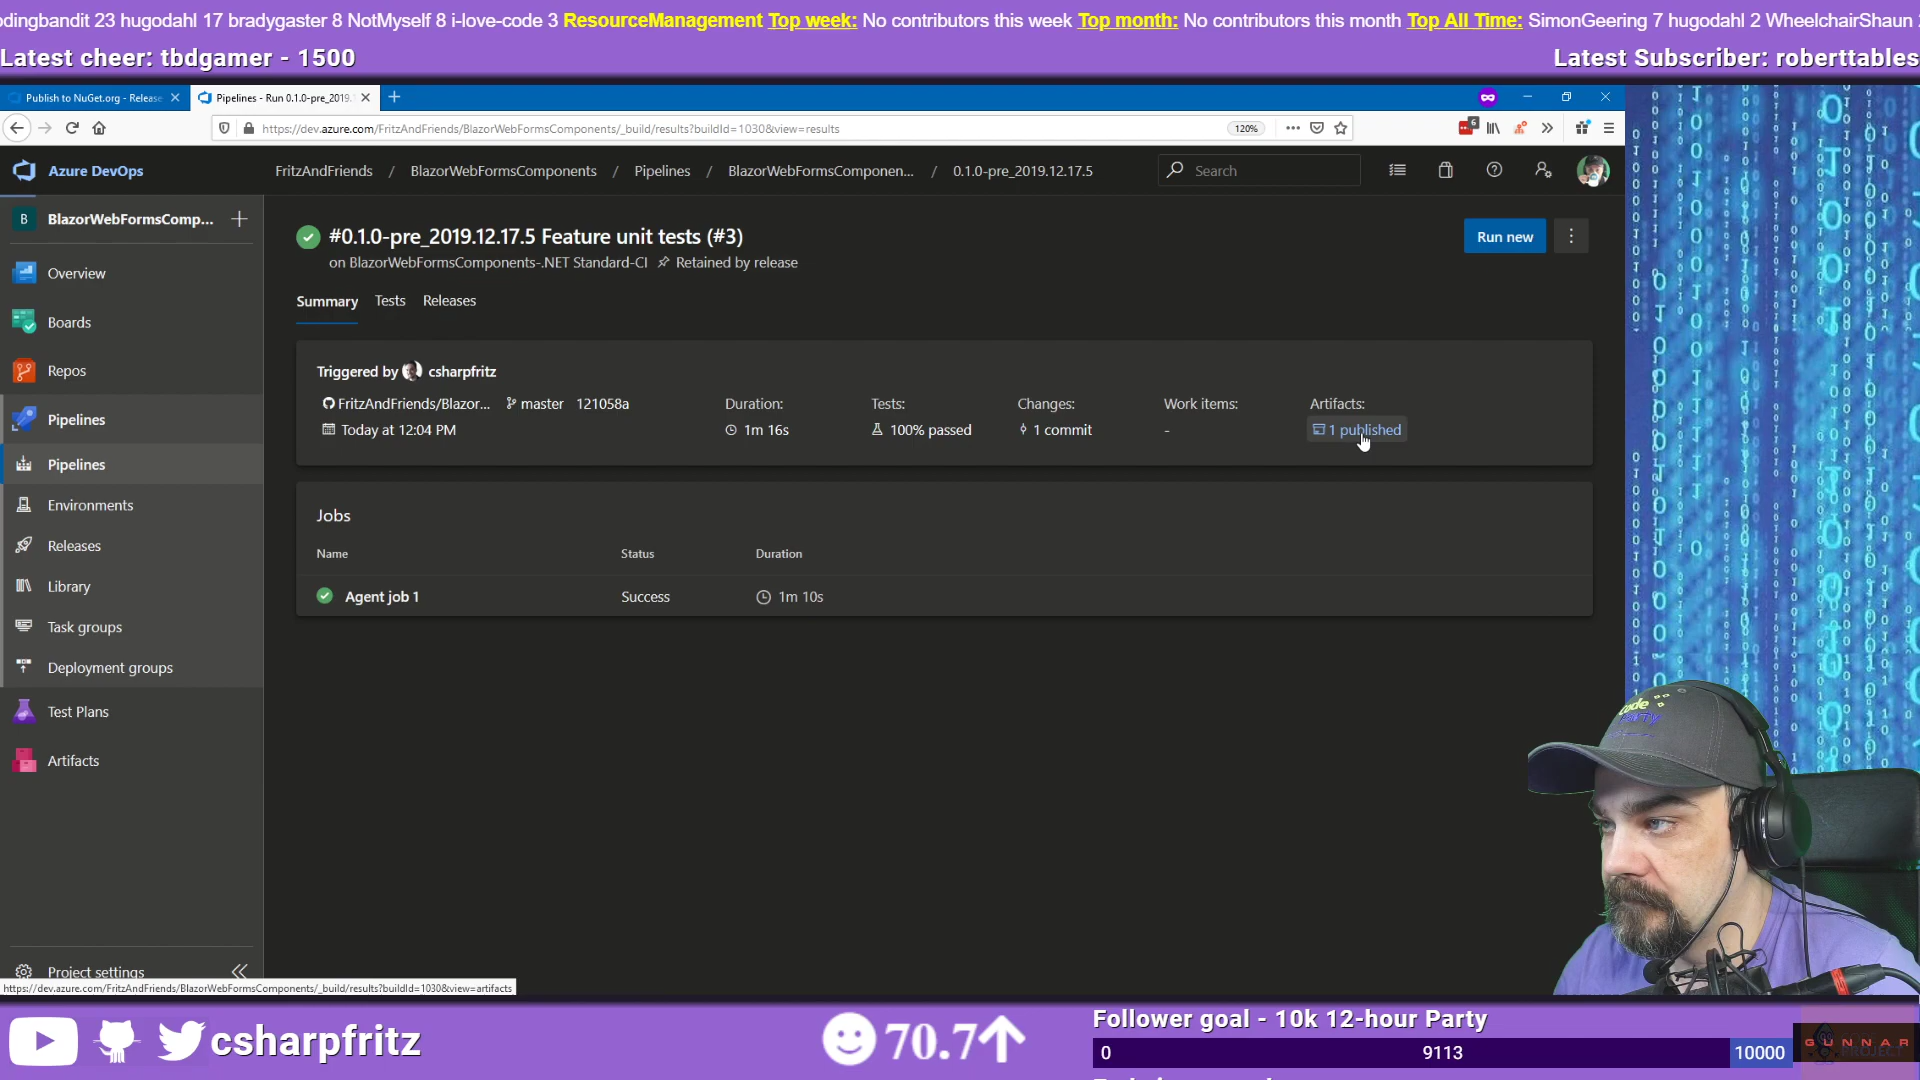 odingbandit 23 hugodahl 17 bradygaster 8 NotMyself 8 i-love-code 3 ResourceManagement Top week: No contributors this week Top month: No contributors this month Top All Time: SimonGeering 7 hugodahl 2 WheelchairShaun
Latest cheer: tbdgamer - 1500
Latest Subscriber: roberttables
Publish to NuGet.org - Release
Pipelines - Run 0.1.0-pre_2019.
https://dev.azure.com/FritzAndFriends/BlazorWebFormsComponents/_build/results?buildId=1030&view=results
120%
6
Azure DevOps
FritzAndFriends / BlazorWebFormsComponents / Pipelines / BlazorWebFormsComponen... / 0.1.0-pre_2019.12.17.5
Search
B BlazorWebFormsComp...
Overview
Boards
Repos
Pipelines
Pipelines
Environments
Releases
Library
Task groups
Deployment groups
Test Plans
Artifacts
Project settings
#0.1.0-pre_2019.12.17.5 Feature unit tests (#3)
on BlazorWebFormsComponents-.NET Standard-CI Retained by release
Run new
Summary Tests Releases
Triggered by csharpfritz
FritzAndFriends/Blazor... master 121058a
Today at 12:04 PM
Duration:
1m 16s
Tests:
100% passed
Changes:
1 commit
Work items:
-
Artifacts:
1 published
Jobs
Name Status Duration
Agent job 1 Success 1m 10s
https://dev.azure.com/FritzAndFriends/BlazorWebFormsComponents/_build/results?buildId=1030&view=artifacts
csharpfritz
70.7
Follower goal - 10k 12-hour Party
0 9113 10000
GUNNAR